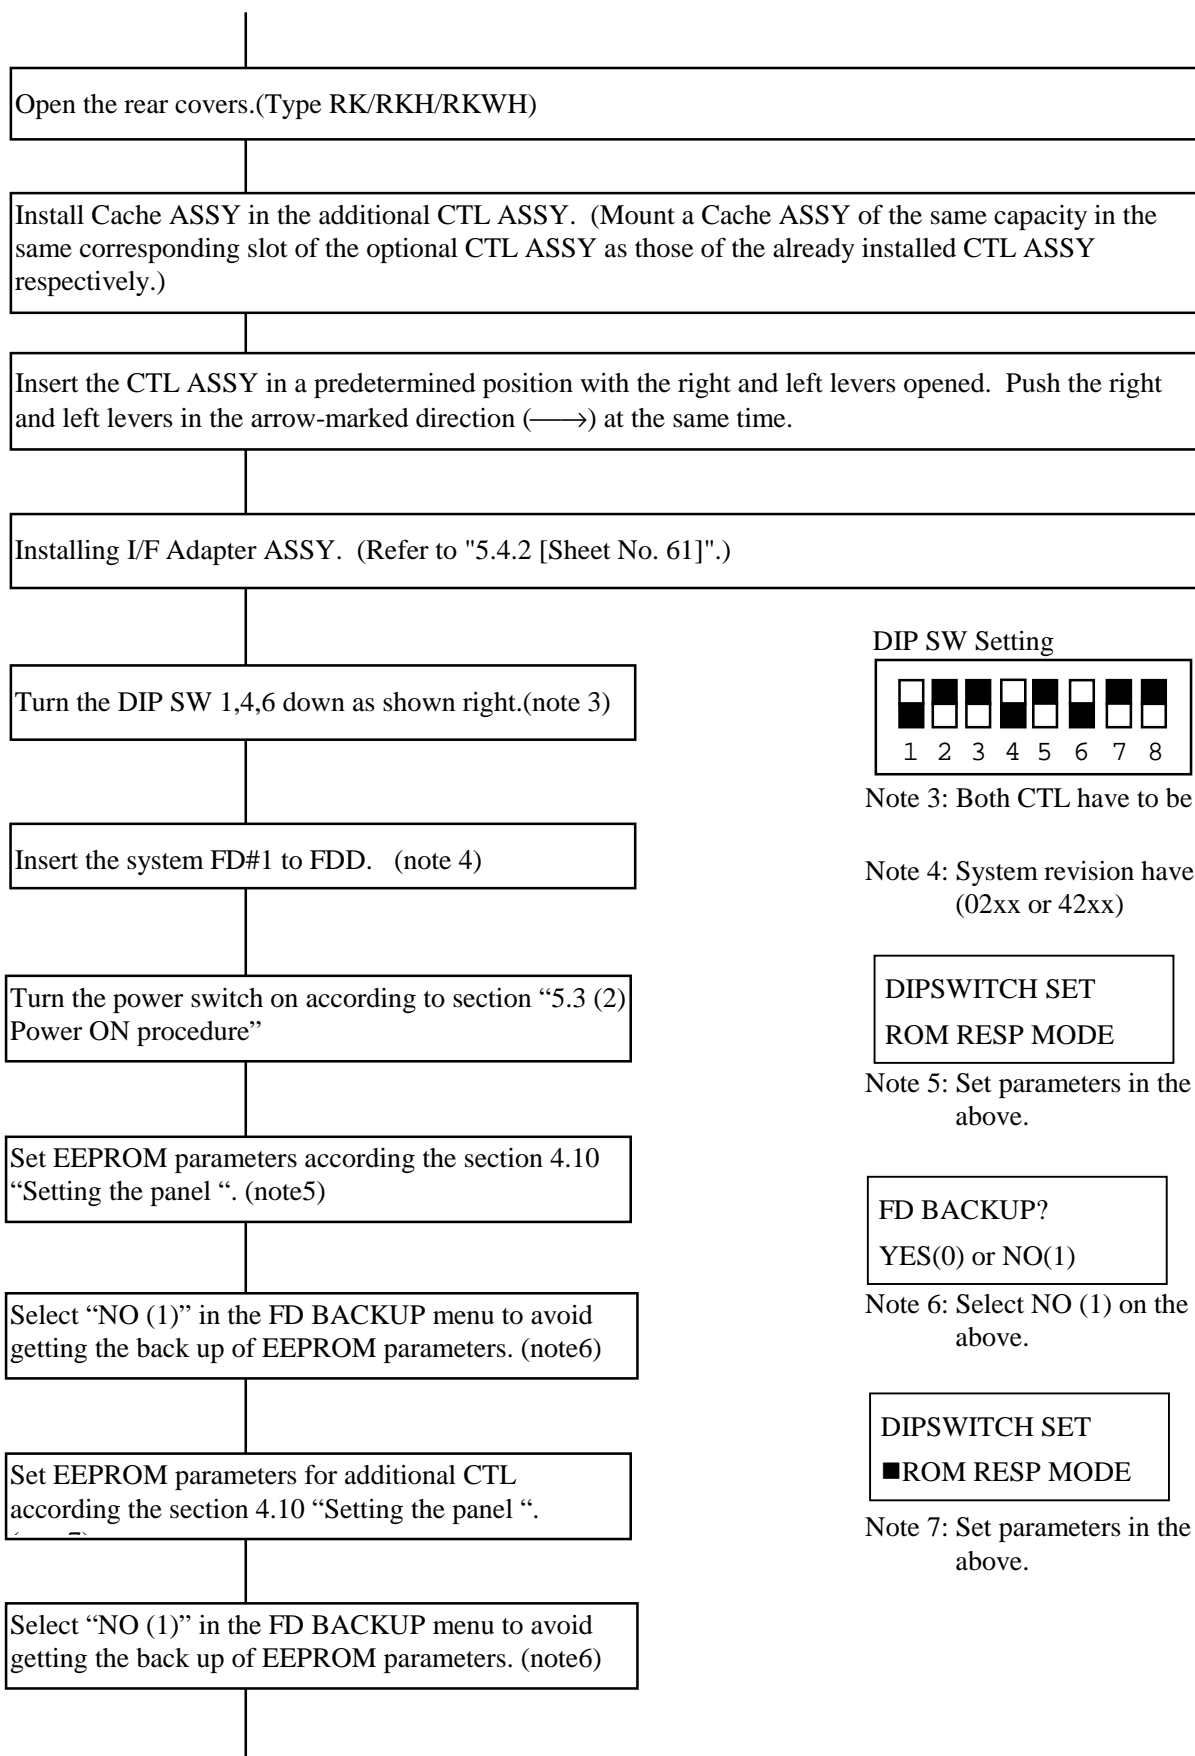 Open the rear covers.(Type RK/RKH/RKWH)
Install Cache ASSY in the additional CTL ASSY.  (Mount a Cache ASSY of the same capacity in the
same corresponding slot of the optional CTL ASSY as those of the already installed CTL ASSY
respectively.)
Insert the CTL ASSY in a predetermined position with the right and left levers opened.  Push the right
and left levers in the arrow-marked direction (——→) at the same time.
Installing I/F Adapter ASSY.  (Refer to "5.4.2 [Sheet No. 61]".)
DIP SW Setting
Turn the DIP SW 1,4,6 down as shown right.(note 3)
1 2 3 4 5 6 7 8
Note 3: Both CTL have to be
Insert the system FD#1 to FDD.   (note 4)
Note 4: System revision have
(02xx or 42xx)
Turn the power switch on according to section “5.3 (2)
Power ON procedure”
DIPSWITCH SET
ROM RESP MODE
Note 5: Set parameters in the
above.
Set EEPROM parameters according the section 4.10
“Setting the panel “. (note5)
FD BACKUP?
YES(0) or NO(1)
Select “NO (1)” in the FD BACKUP menu to avoid
getting the back up of EEPROM parameters. (note6)
Note 6: Select NO (1) on the
above.
DIPSWITCH SET
■ROM RESP MODE
Set EEPROM parameters for additional CTL
according the section 4.10 “Setting the panel “.
Note 7: Set parameters in the
above.
Select “NO (1)” in the FD BACKUP menu to avoid
getting the back up of EEPROM parameters. (note6)